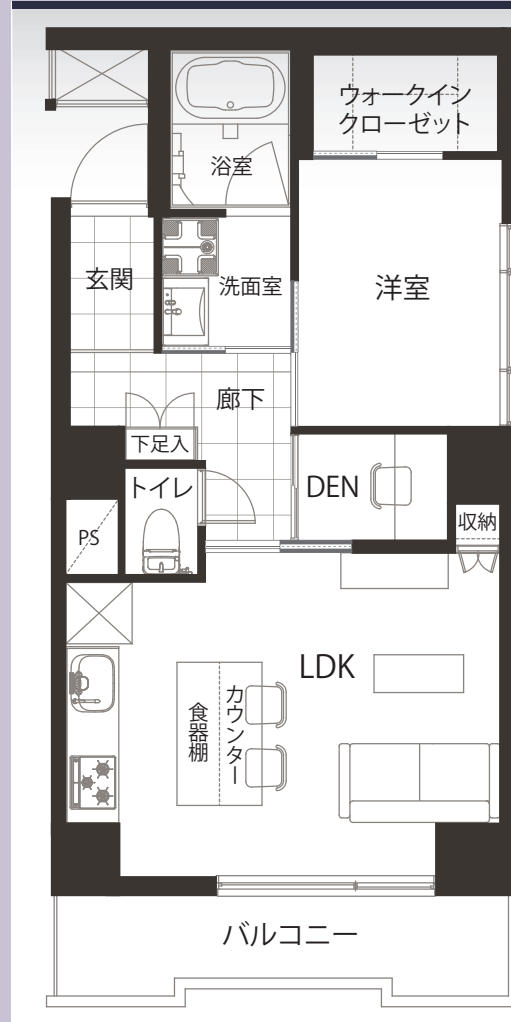 ウォークイン
クローゼット
浴室
玄関
洗面室
洋室
廊下
下足入
トイレ
DEN
PS
収納
LDK
カウンター
食器棚
バルコニー